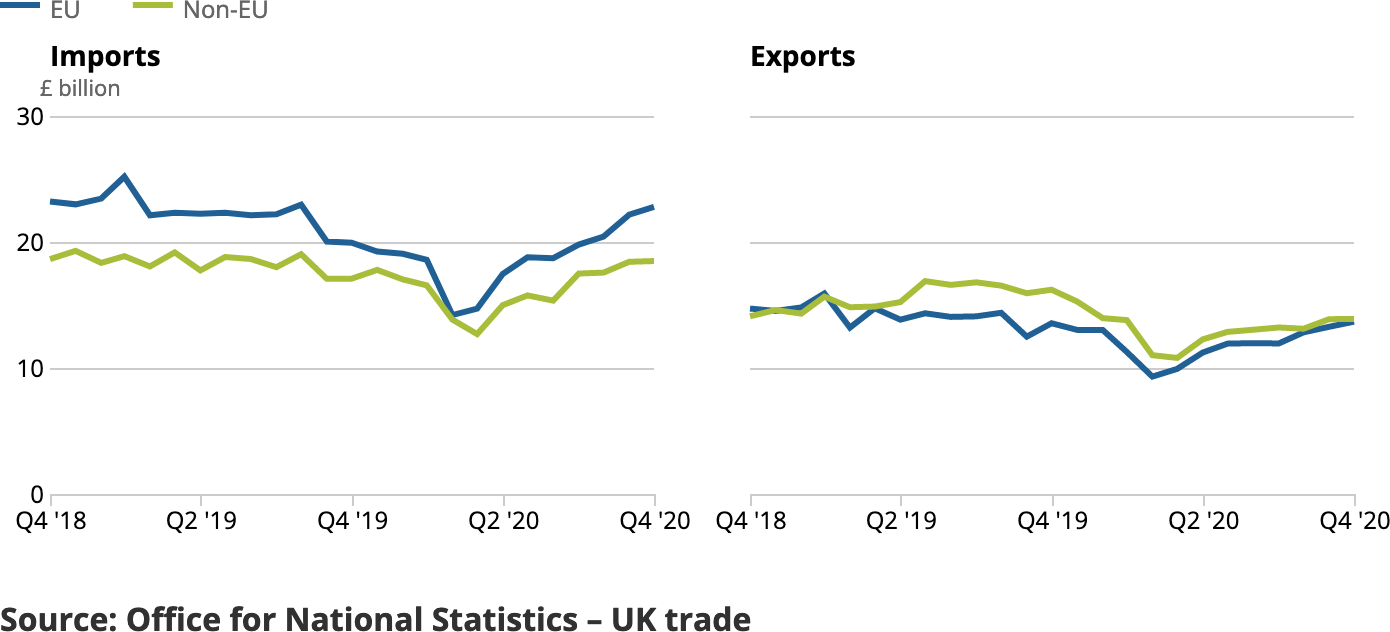 EU Non-EU
Imports
£ billion
30
20
10
0
Q4 '18 Q2 '19 Q4 '19 Q2 '20 Q4 '20
Exports
Q4 '18 Q2 '19 Q4 '19 Q2 '20 Q4 '20
Source: Office for National Statistics – UK trade